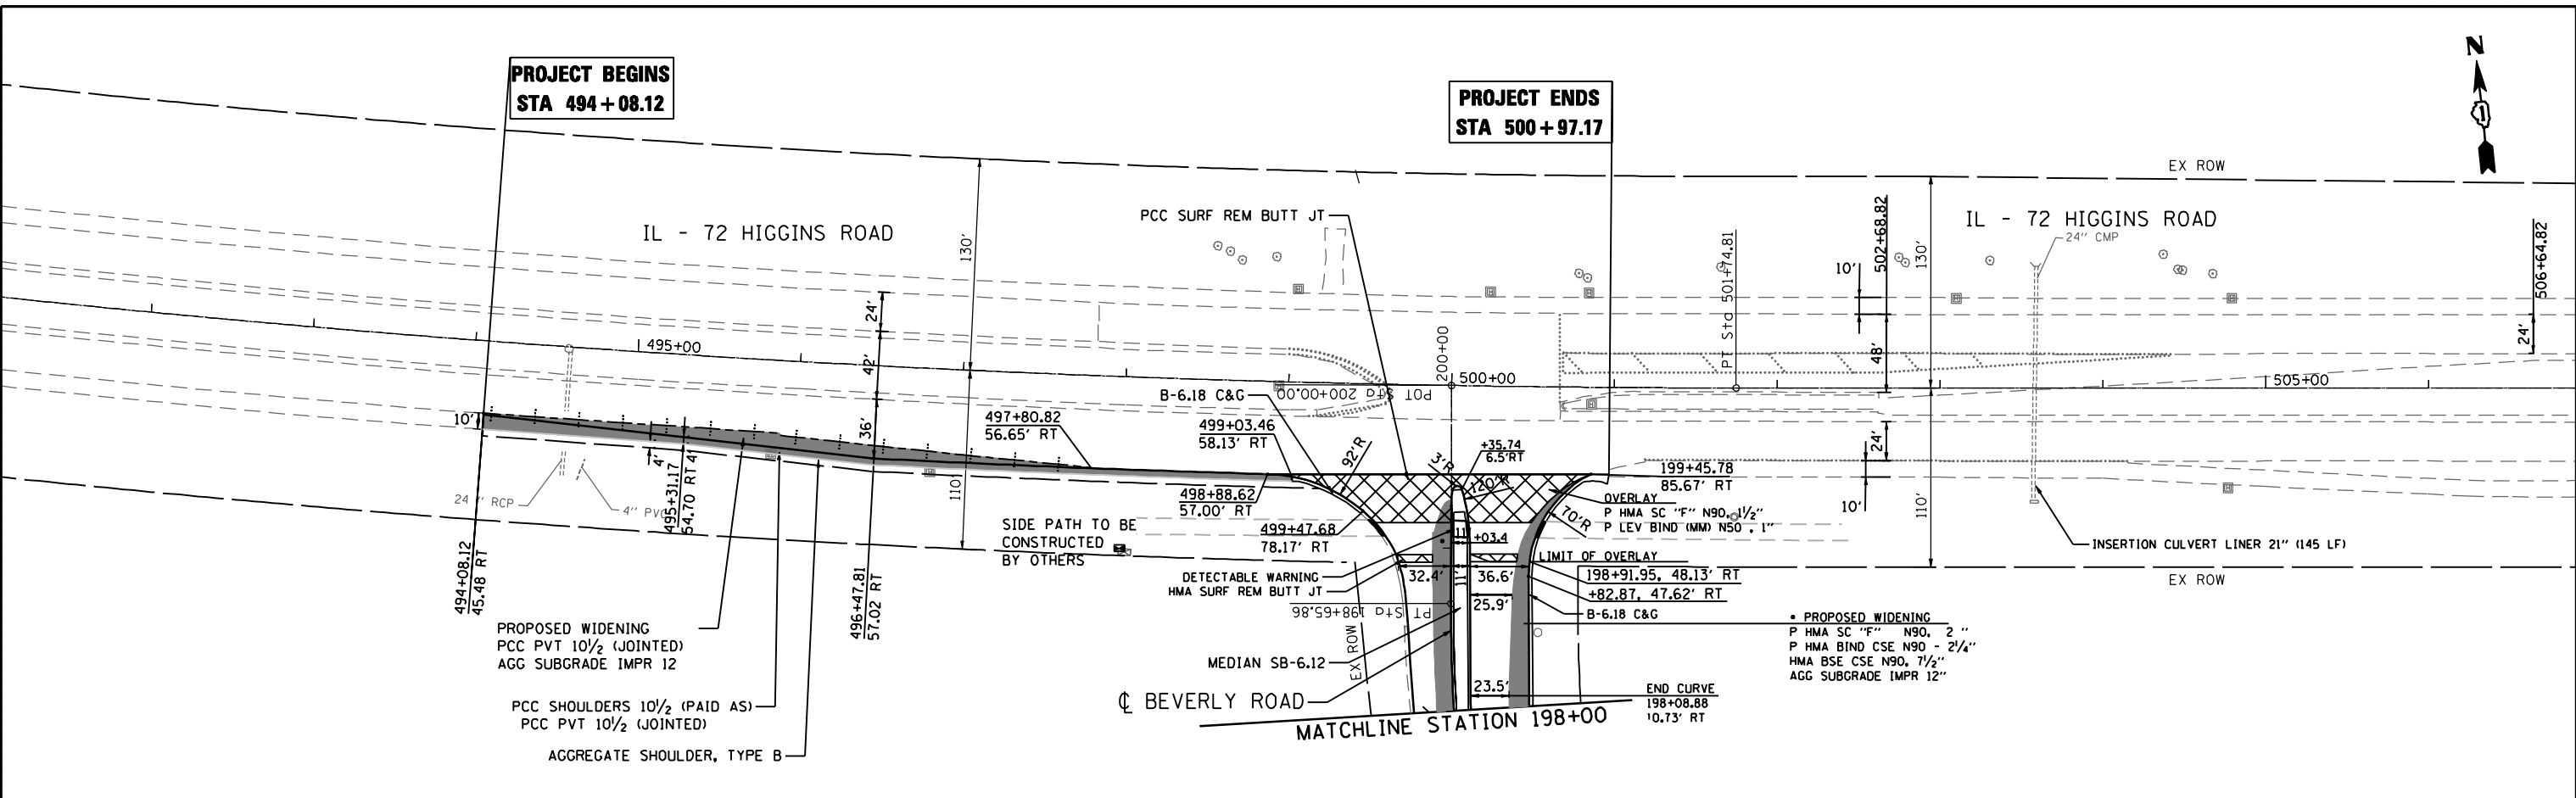 PROJECT BEGINS
STA 494+08.12
PROJECT ENDS
STA 500+97.17
N
1
EX ROW
IL - 72 HIGGINS ROAD
130'
PCC SURF REM BUTT JT
IL - 72 HIGGINS ROAD
24" CMP
PT Sta 501+74.81
502+68.82
130'
10'
506+64.82
24'
24'
42'
36'
48'
495+00
200+00
500+00
505+00
POT Sta 200+00.00
B-6.18 C&G
497+80.82
56.65' RT
499+03.46
58.13' RT
92'R
3'R
+35.74
6.5'RT
120'R
10'
4'
495+31.17
54.70 RT 4'
110'
24'
10'
110'
199+45.78
85.67' RT
24 " RCP
4" PVC
498+88.62
57.00' RT
OVERLAY
P HMA SC "F" N90, 1 1/2"
P LEV BIND (MM) N50 , 1"
70'R
SIDE PATH TO BE
CONSTRUCTED
BY OTHERS
499+47.68
78.17' RT
11'
+03.4
LIMIT OF OVERLAY
INSERTION CULVERT LINER 21" (145 LF)
EX ROW
494+08.12
45.48 RT
496+47.81
57.02 RT
DETECTABLE WARNING
HMA SURF REM BUTT JT
32.4'
11'
36.6'
198+91.95, 48.13' RT
+82.87, 47.62' RT
PT Sta 198+65.86
25.9'
B-6.18 C&G
PROPOSED WIDENING
PCC PVT 10 1/2 (JOINTED)
AGG SUBGRADE IMPR 12
• PROPOSED WIDENING
P HMA SC "F" N90, 2 "
P HMA BIND CSE N90 - 2 1/4"
HMA BSE CSE N90, 7 1/2"
AGG SUBGRADE IMPR 12"
MEDIAN SB-6.12
EX ROW
℄ BEVERLY ROAD
23.5'
END CURVE
198+08.88
10.73' RT
PCC SHOULDERS 10 1/2 (PAID AS)
PCC PVT 10 1/2 (JOINTED)
AGGREGATE SHOULDER, TYPE B
MATCHLINE STATION 198+00